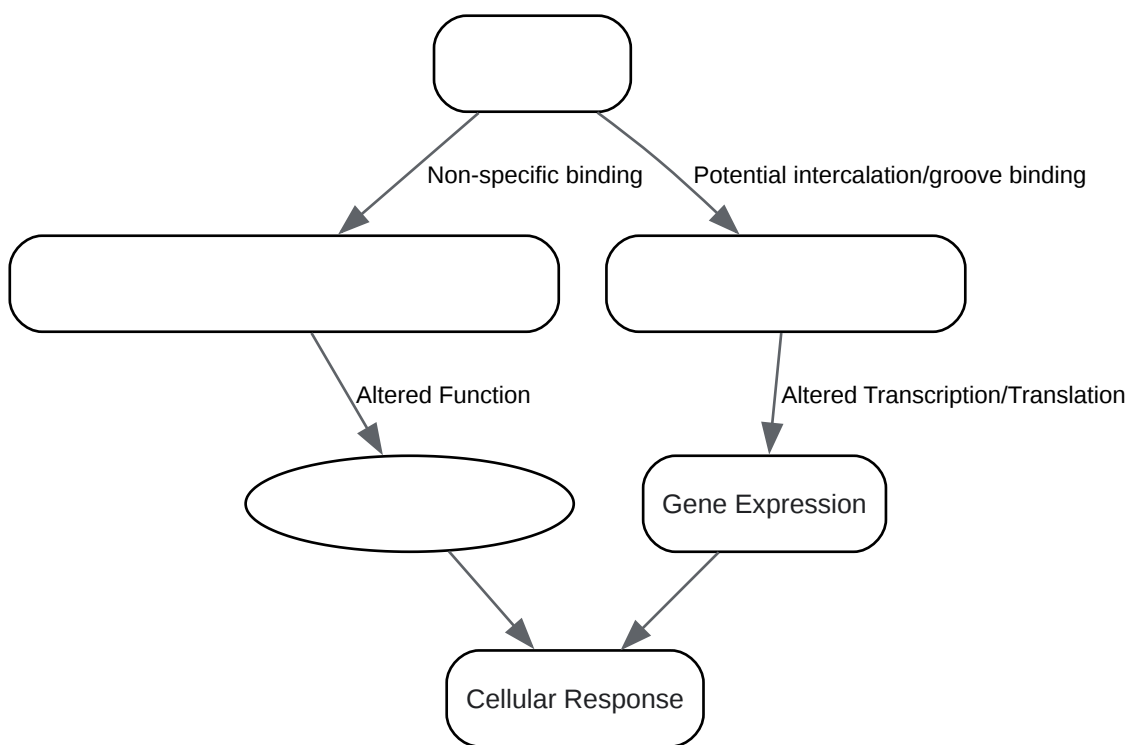 Non-specific binding
Potential intercalation/groove binding
Altered Function
Altered Transcription/Translation
Gene Expression
Cellular Response